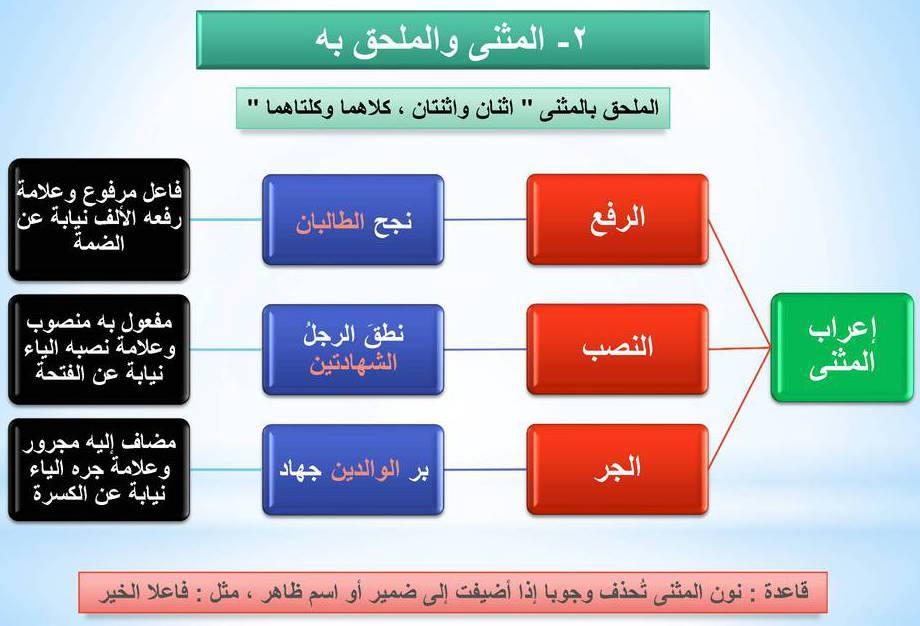 ٢- المثنى والملحق به
الملحق بالمثنى " اثنان واثنتان ، كلاهما وكلتاهما "
إعراب
المثنى
الرفع
نجح الطالبان
فاعل مرفوع وعلامة
رفعه الألف نيابة عن
الضمة
النصب
نطقَ الرجلُ
الشهادتين
مفعول به منصوب
وعلامة نصبه الياء
نيابة عن الفتحة
الجر
بر الوالدين جهاد
مضاف إليه مجرور
وعلامة جره الياء
نيابة عن الكسرة
قاعدة : نون المثنى تُحذف وجوبا إذا أضيفت إلى ضمير أو اسم ظاهر ، مثل : فاعلا الخير